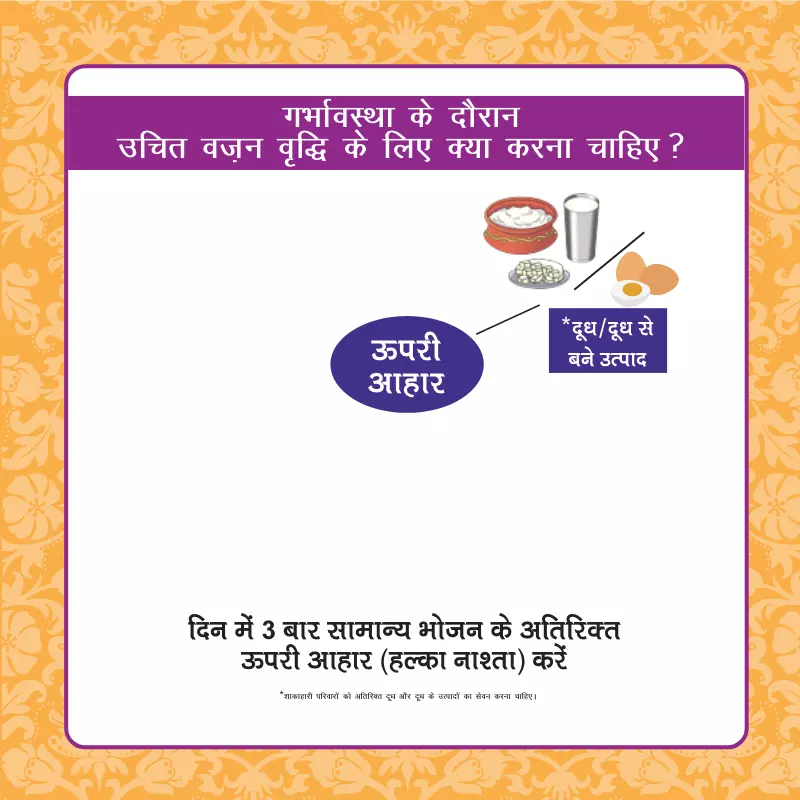 गर्भावस्था के दौरान
उचित वज़न वृद्धि के लिए क्या करना चाहिए ?
*दूध/दूध से
बने उत्पाद
ऊपरी
आहार
दिन में 3 बार सामान्य भोजन के अतिरिक्त
ऊपरी आहार (हल्का नाश्ता) करें
*शाकाहारी परिवारों को अतिरिक्त दूध और दूध के उत्पादों का सेवन करना चाहिए।